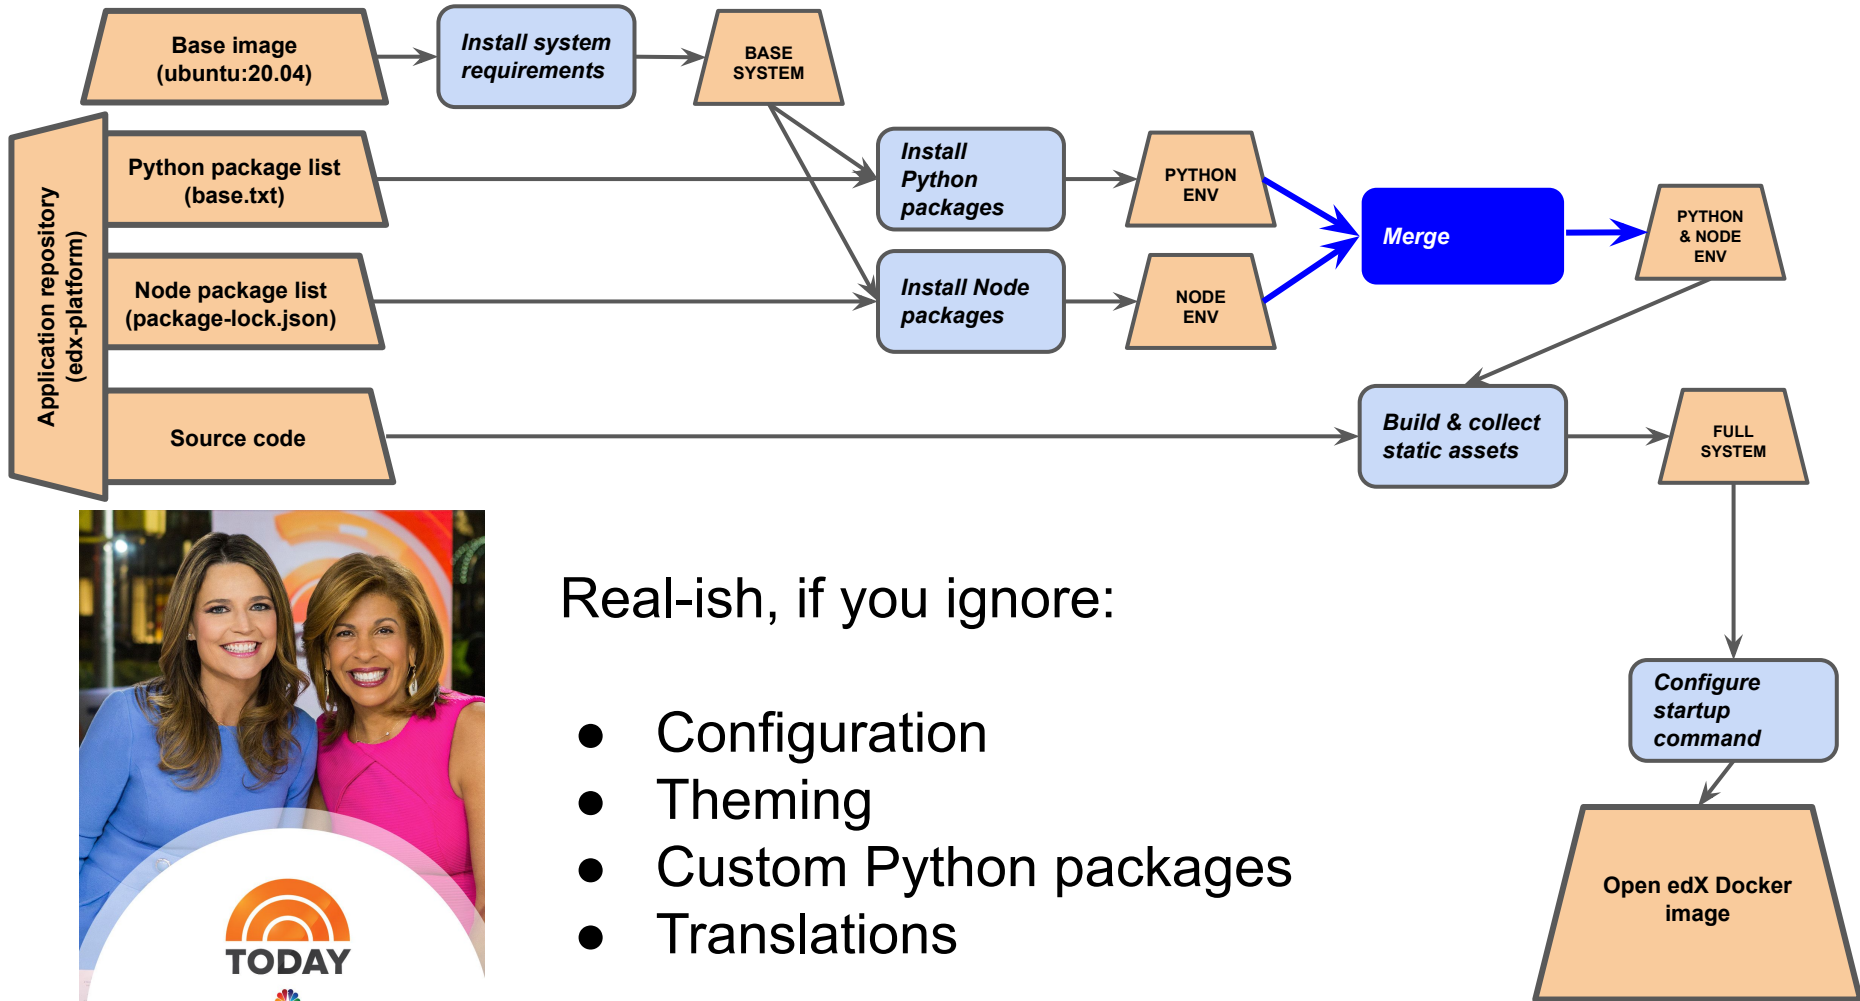 Base image
(ubuntu:20.04)
Install system
requirements
BASE
SYSTEM
Application repository
(edx-platform)
Python package list
(base.txt)
Install
Python
packages
PYTHON
ENV
Merge
PYTHON
& NODE
ENV
Node package list
(package-lock.json)
Install Node
packages
NODE
ENV
Source code
Build & collect
static assets
FULL
SYSTEM
Real-ish, if you ignore:
● Configuration
● Theming
● Custom Python packages
● Translations
Configure
startup
command
Open edX Docker
image
TODAY